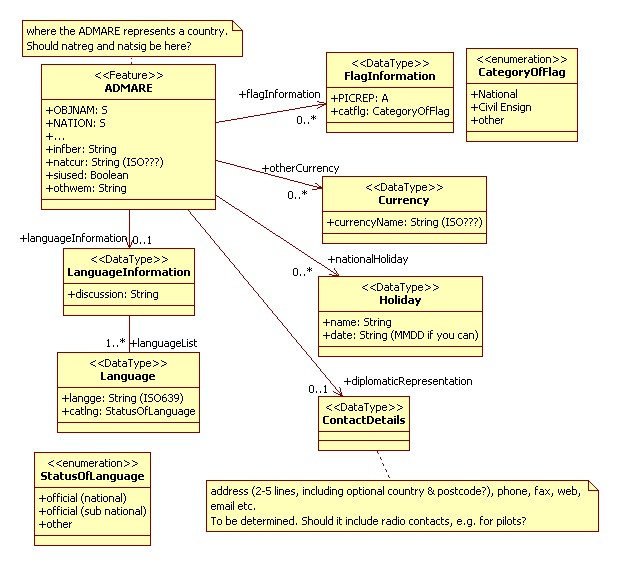 where the ADMARE represents a country.
Should natreg and natsig be here?
<<Feature>>
ADMARE
+OBJNAM: S
+NATION: S
+...
+infber: String
+natcur: String (ISO???)
+siused: Boolean
+othwem: String
+flagInformation
0..*
<<DataType>>
FlagInformation
+PICREP: A
+catflg: CategoryOfFlag
<<enumeration>>
CategoryOfFlag
+National
+Civil Ensign
+other
+otherCurrency
0..*
<<DataType>>
Currency
+currencyName: String (ISO???)
+languageInformation
0..1
<<DataType>>
LanguageInformation
+discussion: String
+nationalHoliday
0..*
<<DataType>>
Holiday
+name: String
+date: String (MMDD if you can)
1..*
+languageList
<<DataType>>
Language
+langge: String (ISO639)
+catlng: StatusOfLanguage
+diplomaticRepresentation
0..1
<<DataType>>
ContactDetails
<<enumeration>>
StatusOfLanguage
+official (national)
+official (sub national)
+other
address (2-5 lines, including optional country & postcode?), phone, fax, web,
email etc.
To be determined. Should it include radio contacts, e.g. for pilots?